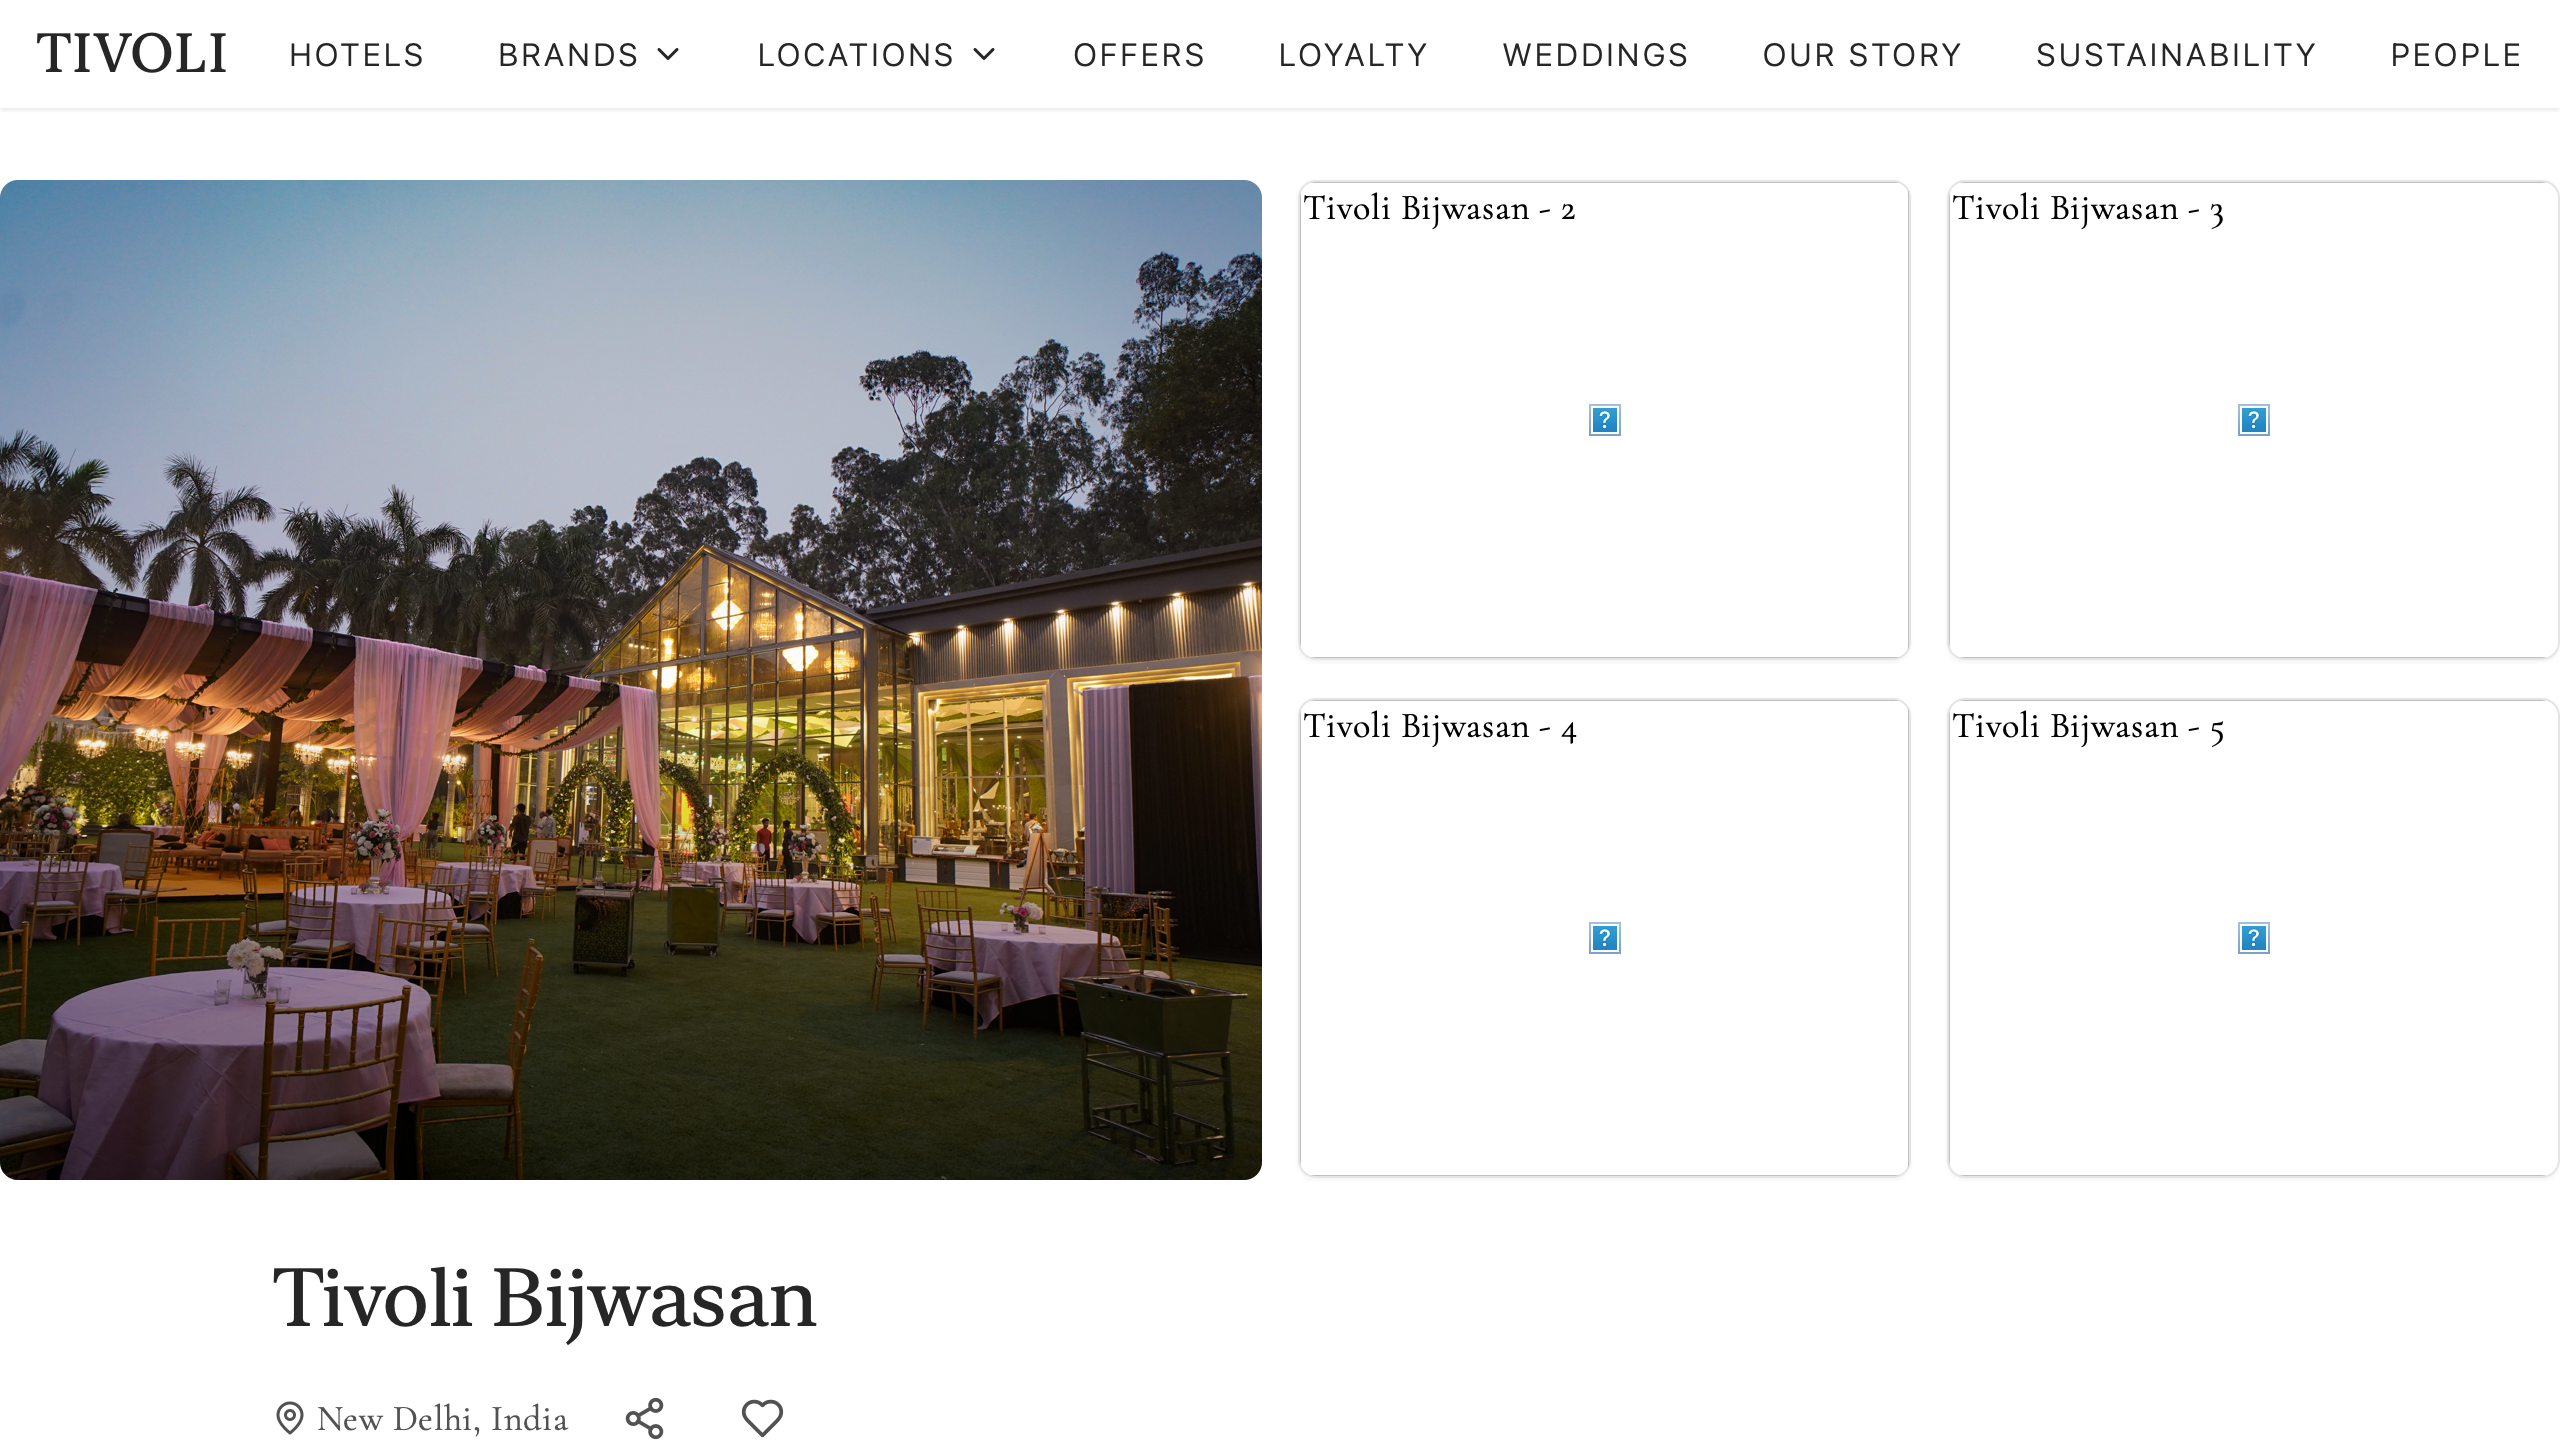 TIVOLI HOTELS BRANDS LOCATIONS OFFERS LOYALTY WEDDINGS OUR STORY SUSTAINABILITY PEOPLE
Tivoli Bijwasan - 2
Tivoli Bijwasan - 3
Tivoli Bijwasan - 4
Tivoli Bijwasan - 5
Tivoli Bijwasan
New Delhi, India